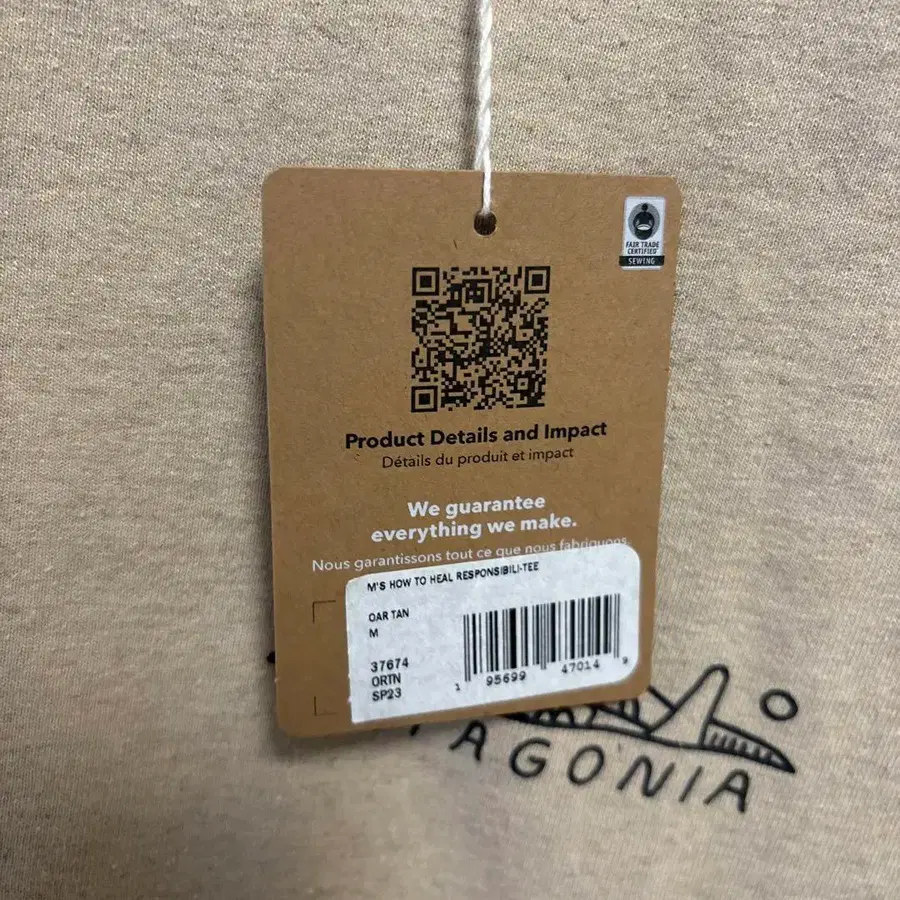 FAIR TRADE
CERTIFIED
SEWING
Product Details and Impact
Détails du produit et impact
We guarantee
everything we make.
Nous garantissons tout ce que nous fabriquons.
M'S HOW TO HEAL RESPONSIBILI-TEE
OAR TAN
M
37674
ORTN
SP23
1 95699 47014 9
TAGONIA